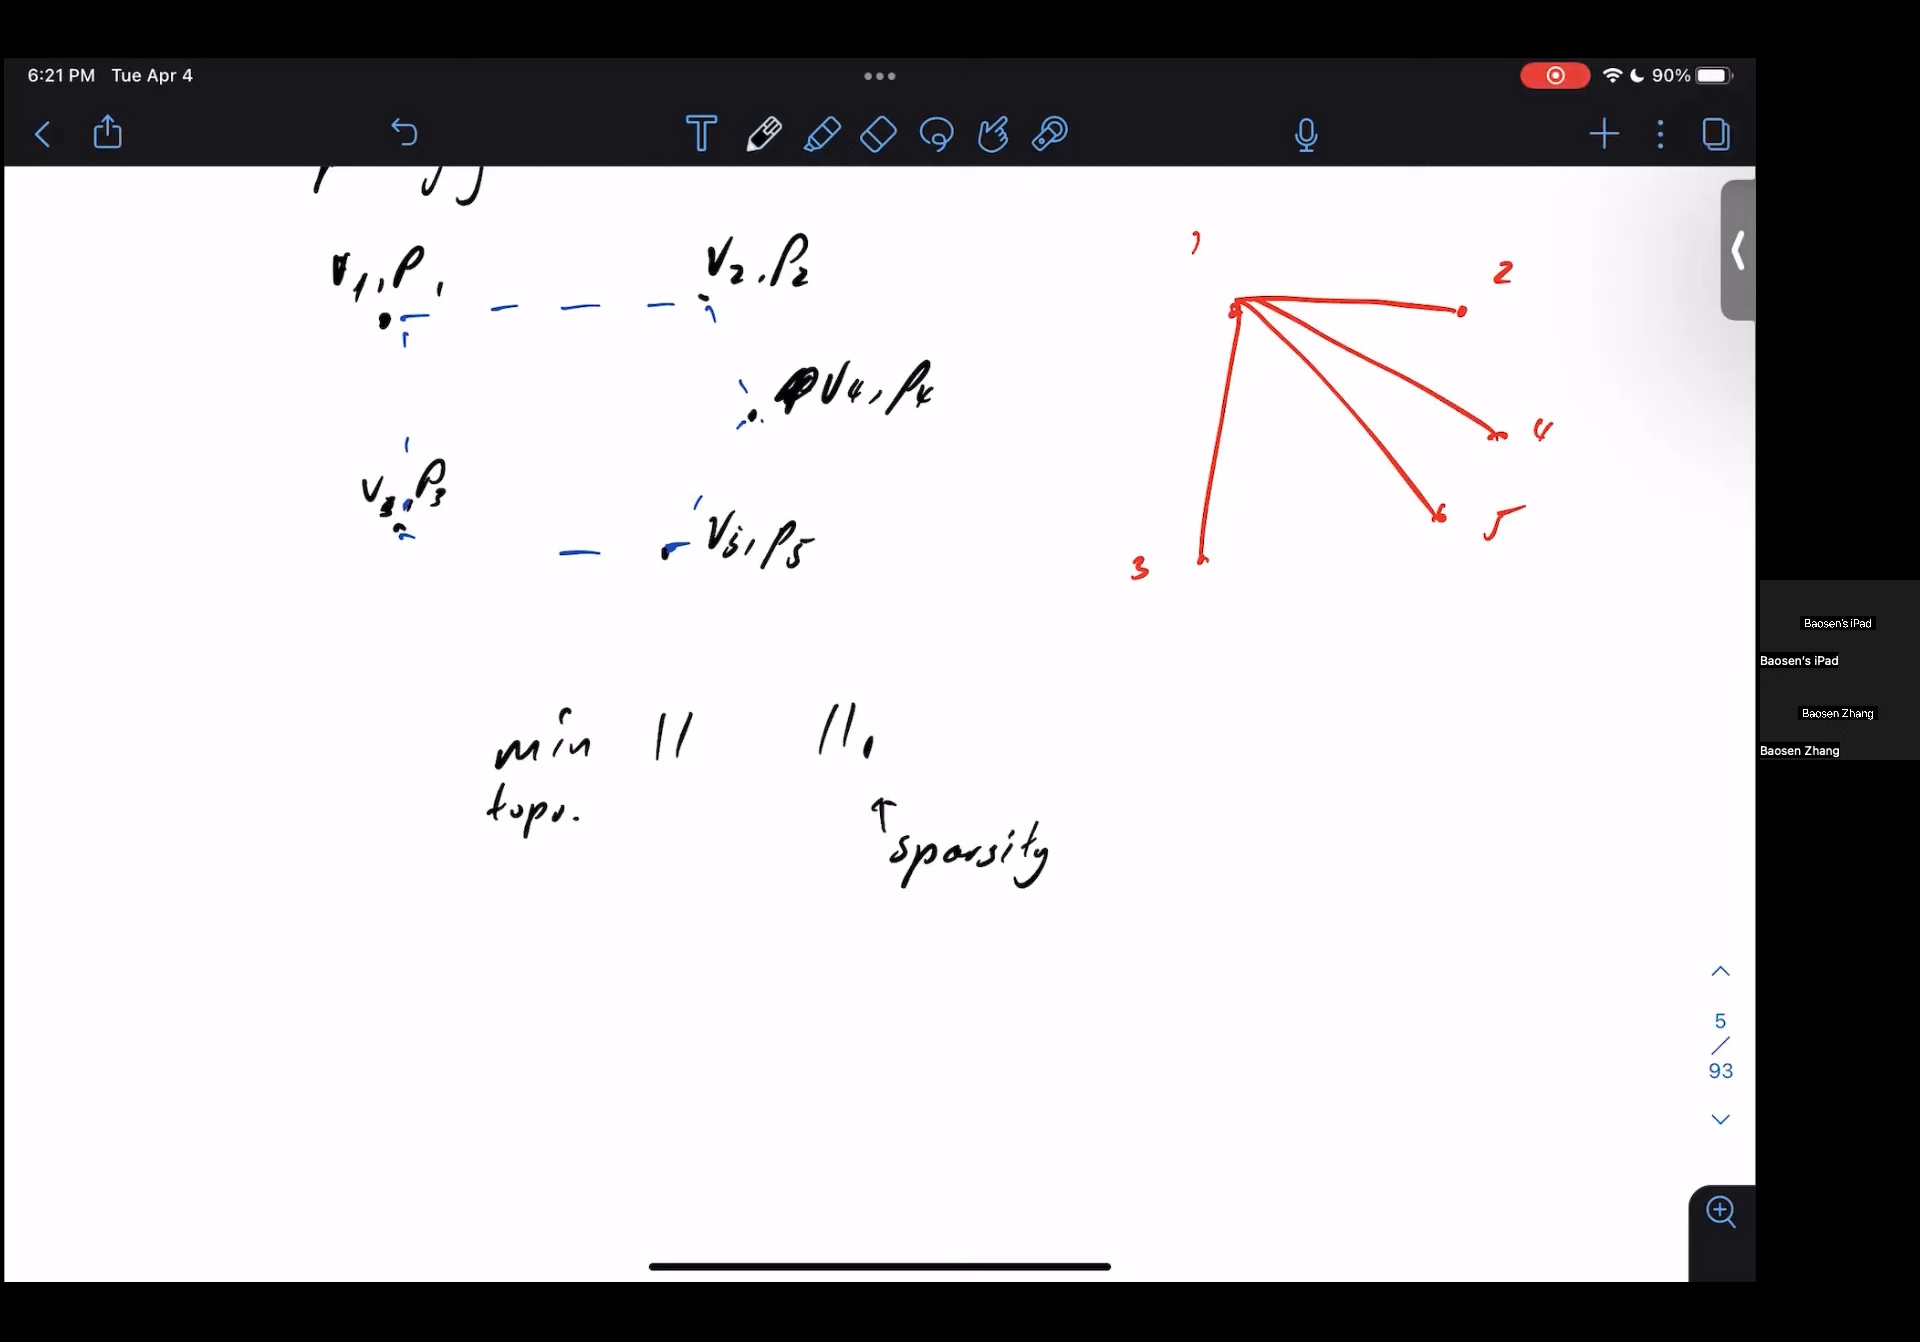 6:21 PM Tue Apr 4
90%
T
v1, p1
v2, p2
v4, p4
v3, p3
v5, p5
1
2
4
5
3
min || ||1
topo.
↑
sparsity
5
/
93
Baosen's iPad
Baosen's iPad
Baosen Zhang
Baosen Zhang